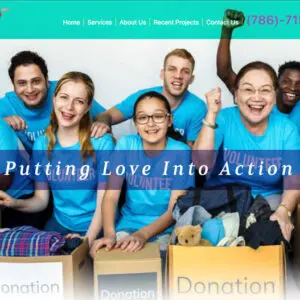 Home | Services | About Us | Recent Projects | Contact Us
(786)-71
Putting Love Into Action
VOLUNTEER
VOLUNTEER
VOLUNTEE
Donation
Donation
Donation